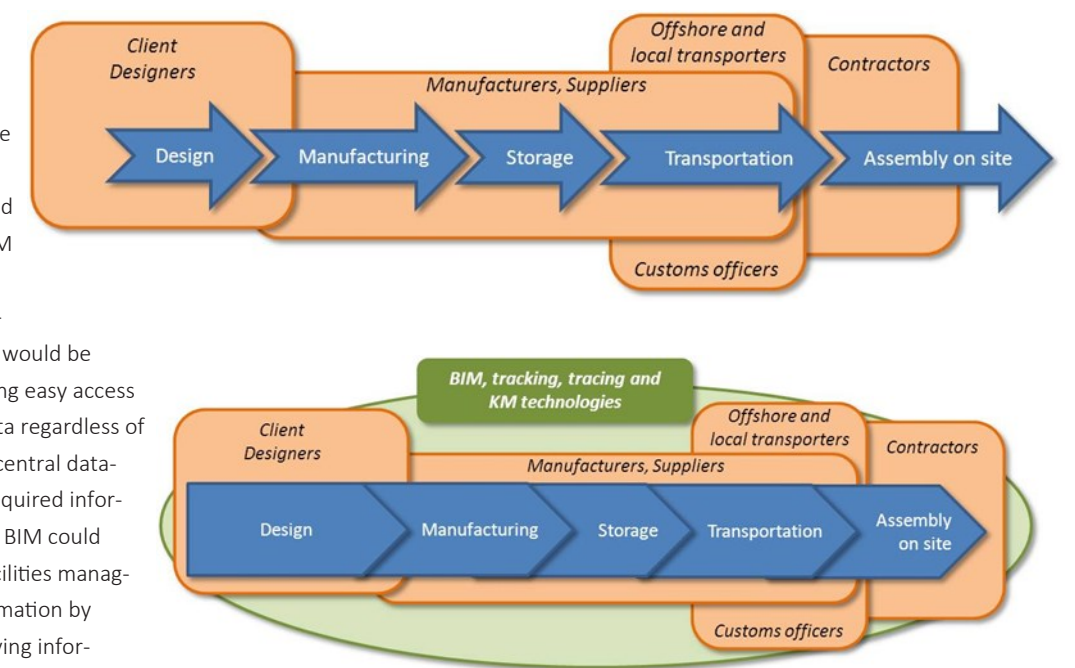 Client
Designers
Manufacturers, Suppliers
Offshore and
local transporters
Contractors
Design
Manufacturing
Storage
Transportation
Assembly on site
Customs officers
would be
ng easy access
ta regardless of
central data-
quired infor-
BIM could
cilities manag-
mation by
ving infor-
BIM, tracking, tracing and
KM technologies
Client
Designers
Manufacturers, Suppliers
Offshore and
local transporters
Contractors
Design
Manufacturing
Storage
Transportation
Assembly
on site
Customs officers